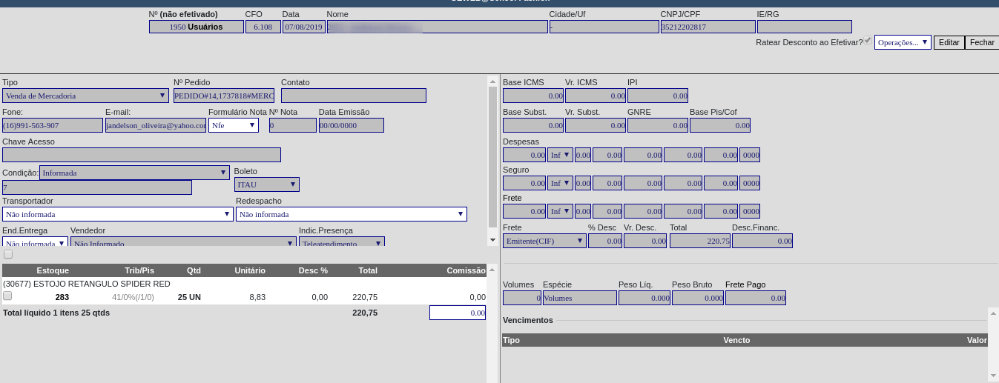 Nº (não efetivado) CFO Data Nome Cidade/Uf CNPJ/CPF IE/RG
1950 Usuários 6.108 07/08/2019 - 35212202817
Ratear Desconto ao Efetivar? Operações... Editar Fechar
Tipo Nº Pedido Contato
Venda de Mercadoria PEDIDO#14,1737818#MERC
Fone: E-mail: Formulário Nota Nº Nota Data Emissão
(16)991-563-907 jandelson_oliveira@yahoo.com Nfe 0 00/00/0000
Chave Acesso
Condição: Informada Boleto
7 ITAU
Transportador Redespacho
Não informada Não informada
End.Entrega Vendedor Indic.Presença
Não informada Não Informado Teleatendimento
Estoque Trib/Pis Qtd Unitário Desc % Total Comissão
(30677) ESTOJO RETANGULO SPIDER RED
283 41/0%(/1/0) 25 UN 8,83 0,00 220,75 0,00
Total líquido 1 itens 25 qtds 220,75 0.00
Base ICMS Vr. ICMS IPI
0.00 0.00 0.00
Base Subst. Vr. Subst. GNRE Base Pis/Cof
0.00 0.00 0.00 0.00
Despesas
0.00 Inf 0.00 0.00 0.00 0.00 0.00 0000
Seguro
0.00 Inf 0.00 0.00 0.00 0.00 0.00 0000
Frete
0.00 Inf 0.00 0.00 0.00 0.00 0.00 0000
Frete % Desc Vr. Desc. Total Desc.Financ.
Emitente(CIF) 0.00 0.00 220.75 0.00
Volumes Espécie Peso Líq. Peso Bruto Frete Pago
0 Volumes 0.000 0.000 0.00
Vencimentos
Tipo Vencto Valor